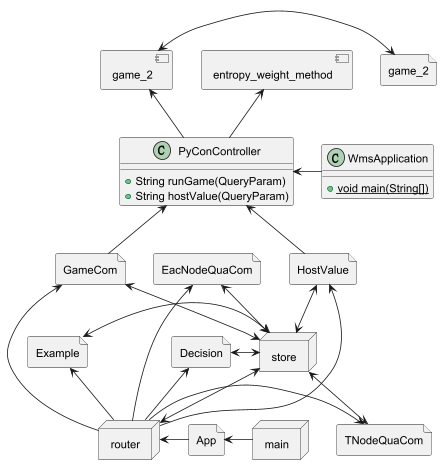 game_2
entropy_weight_method
game_2
C PyConController
String runGame(QueryParam)
String hostValue(QueryParam)
C WmsApplication
void main(String[])
GameCom
EacNodeQuaCom
HostValue
Example
Decision
store
router
App
main
TNodeQuaCom